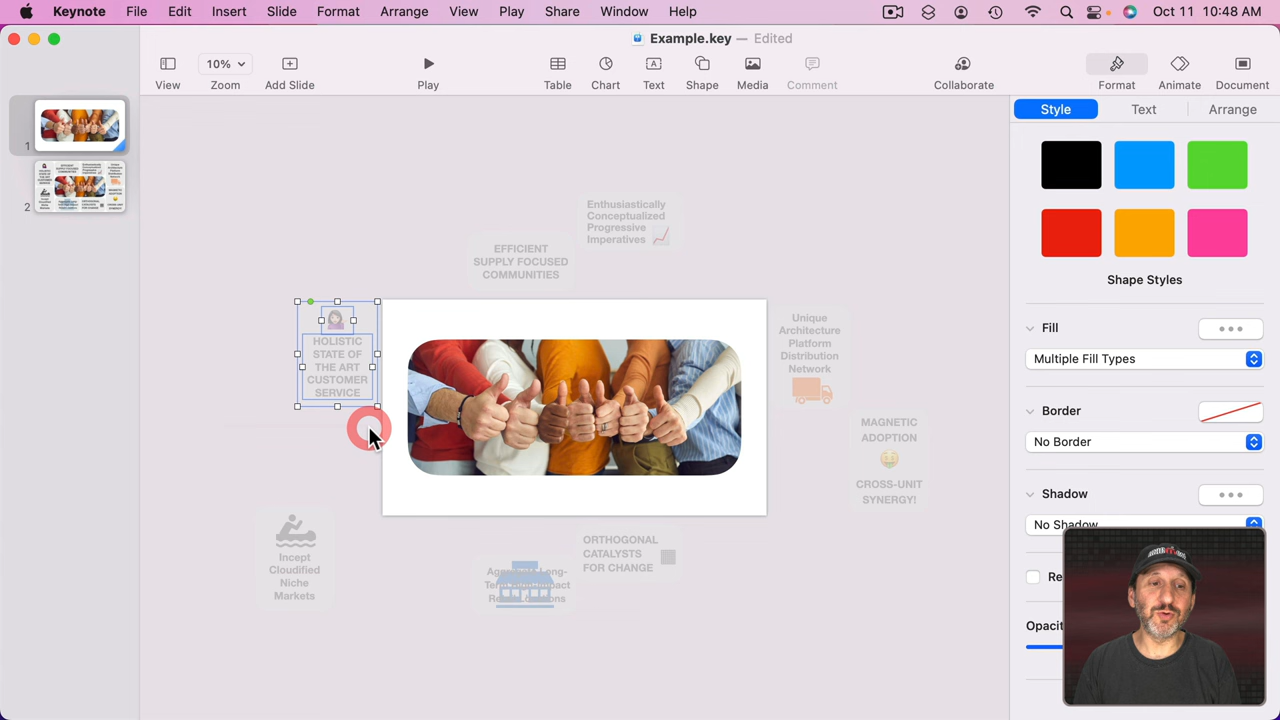 Keynote File Edit Insert Slide Format Arrange View Play Share Window Help Oct 11 10:48 AM
Example.key — Edited
10%
View Zoom Add Slide Play Table Chart Text Shape Media Comment Collaborate Format Animate Document
Style Text Arrange
1
2
Enthusiastically
Conceptualized
Progressive
Imperatives
EFFICIENT
SUPPLY FOCUSED
COMMUNITIES
HOLISTIC
STATE OF
THE ART
CUSTOMER
SERVICE
Unique
Architecture
Platform
Distribution
Network
MAGNETIC
ADOPTION
CROSS-UNIT
SYNERGY!
Incept
Cloudified
Niche
Markets
ORTHOGONAL
CATALYSTS
FOR CHANGE
Shape Styles
Fill
Multiple Fill Types
Border
No Border
Shadow
No Shadow